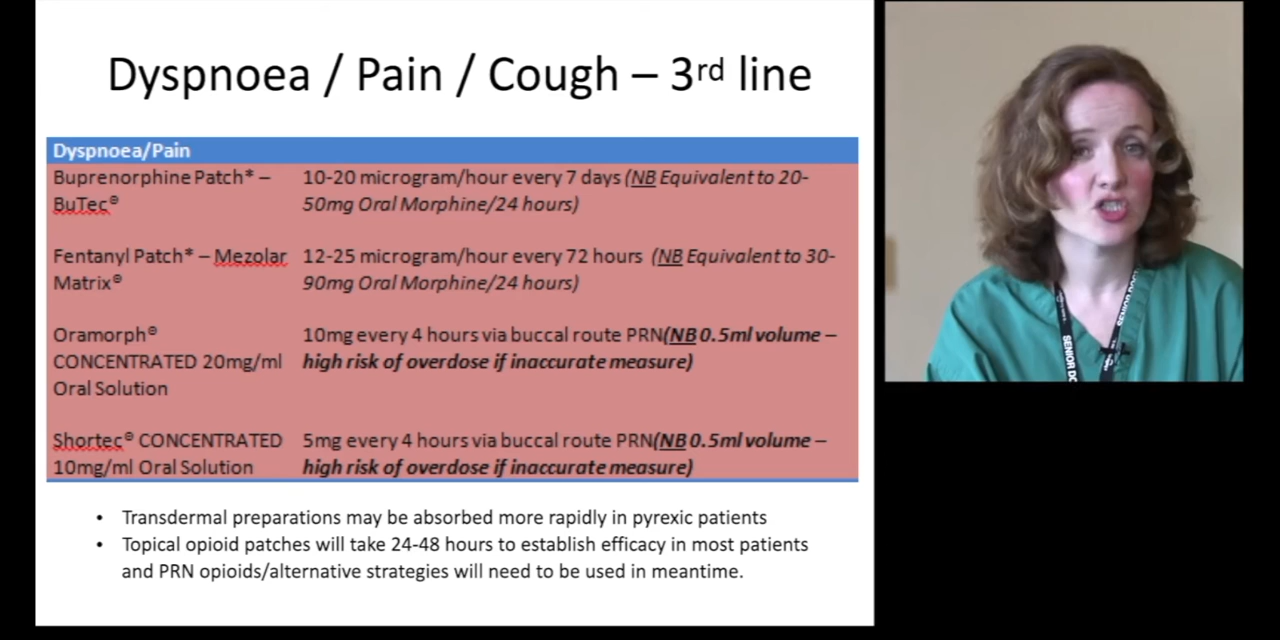 Dyspnoea / Pain / Cough – 3rd line
Dyspnoea/Pain
Buprenorphine Patch* – 10-20 microgram/hour every 7 days (NB Equivalent to 20-
BuTec® 50mg Oral Morphine/24 hours)
Fentanyl Patch* – Mezolar 12-25 microgram/hour every 72 hours (NB Equivalent to 30-
Matrix® 90mg Oral Morphine/24 hours)
Oramorph® 10mg every 4 hours via buccal route PRN(NB 0.5ml volume –
CONCENTRATED 20mg/ml high risk of overdose if inaccurate measure)
Oral Solution
Shortec® CONCENTRATED 5mg every 4 hours via buccal route PRN(NB 0.5ml volume –
10mg/ml Oral Solution high risk of overdose if inaccurate measure)
• Transdermal preparations may be absorbed more rapidly in pyrexic patients
• Topical opioid patches will take 24-48 hours to establish efficacy in most patients
and PRN opioids/alternative strategies will need to be used in meantime.
SENIOR DO
SENIOR DOC